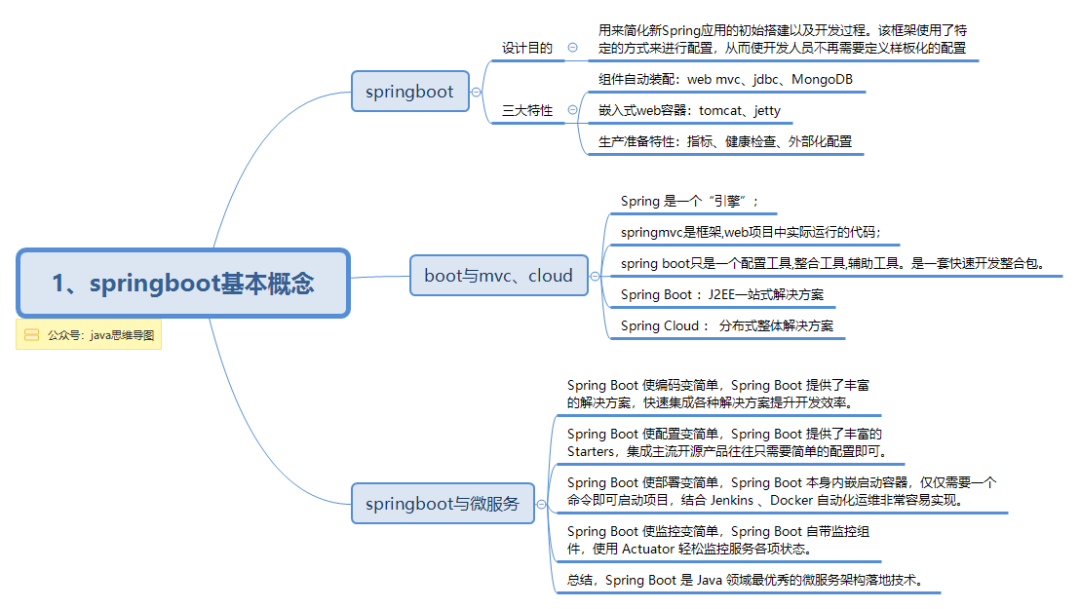 1、springboot基本概念
公众号：java思维导图
springboot
设计目的
用来简化新Spring应用的初始搭建以及开发过程。该框架使用了特
定的方式来进行配置，从而使开发人员不再需要定义样板化的配置
三大特性
组件自动装配：web mvc、jdbc、MongoDB
嵌入式web容器：tomcat、jetty
生产准备特性：指标、健康检查、外部化配置
boot与mvc、cloud
Spring 是一个“引擎”；
springmvc是框架,web项目中实际运行的代码；
spring boot只是一个配置工具,整合工具,辅助工具。是一套快速开发整合包。
Spring Boot ：J2EE一站式解决方案
Spring Cloud ： 分布式整体解决方案
springboot与微服务
Spring Boot 使编码变简单，Spring Boot 提供了丰富
的解决方案，快速集成各种解决方案提升开发效率。
Spring Boot 使配置变简单，Spring Boot 提供了丰富的
Starters，集成主流开源产品往往只需要简单的配置即可。
Spring Boot 使部署变简单，Spring Boot 本身内嵌启动容器，仅仅需要一个
命令即可启动项目，结合 Jenkins 、Docker 自动化运维非常容易实现。
Spring Boot 使监控变简单，Spring Boot 自带监控组
件，使用 Actuator 轻松监控服务各项状态。
总结，Spring Boot 是 Java 领域最优秀的微服务架构落地技术。